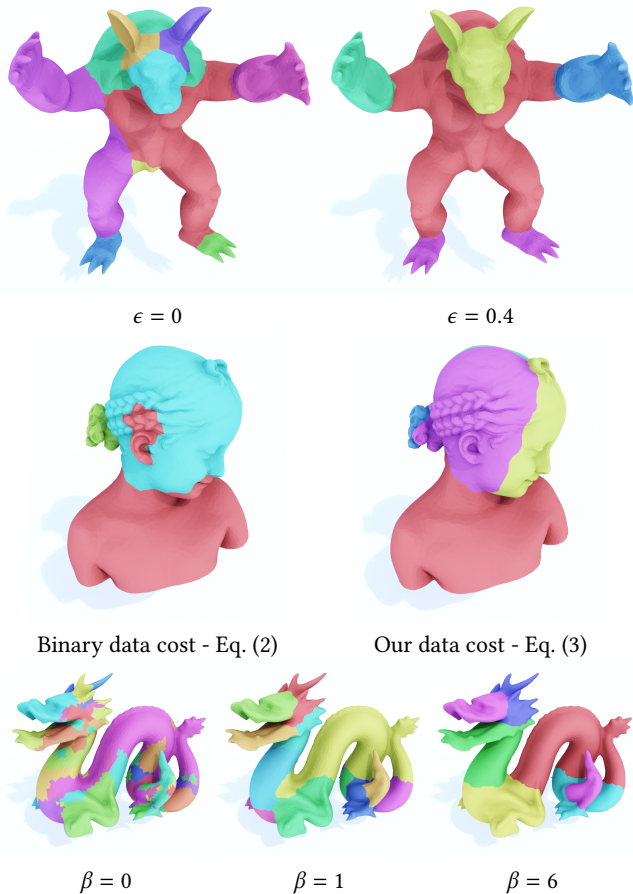 ϵ = 0
ϵ = 0.4
Binary data cost - Eq. (2)
Our data cost - Eq. (3)
β = 0
β = 1
β = 6